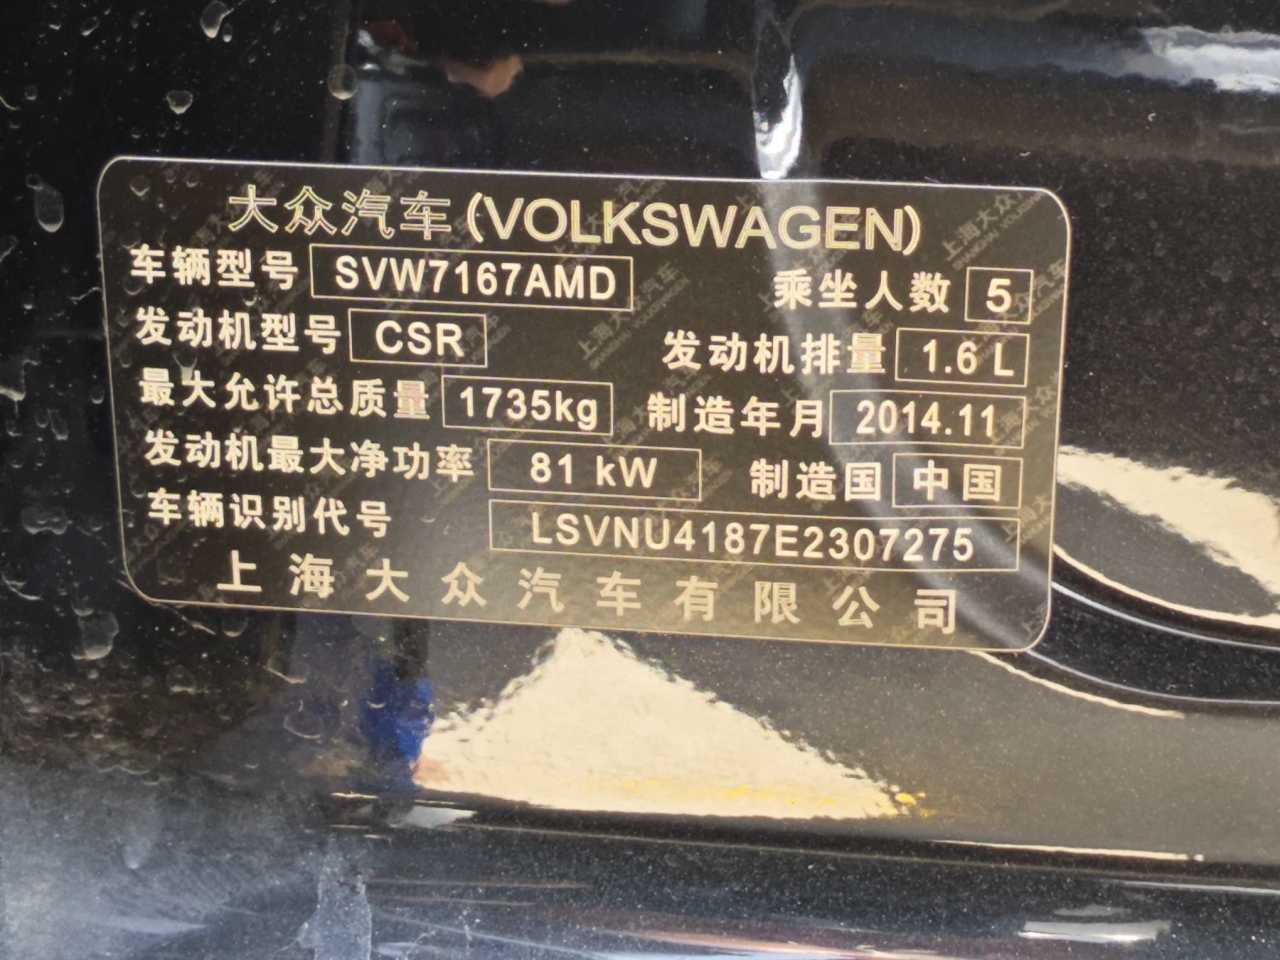 大众汽车(VOLKSWAGEN)
车辆型号 SVW7167AMD 乘坐人数 5
发动机型号 CSR 发动机排量 1.6 L
最大允许总质量 1735kg 制造年月 2014.11
发动机最大净功率 81 kW 制造国 中国
车辆识别代号 LSVNU4187E2307275
上海大众汽车有限公司